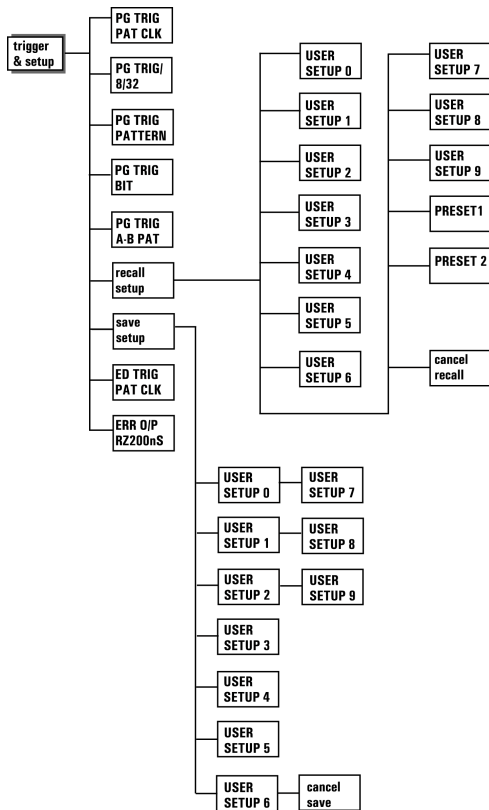 trigger
& setup
PG TRIG
PAT CLK
PG TRIG/
8/32
PG TRIG
PATTERN
PG TRIG
BIT
PG TRIG
A-B PAT
recall
setup
save
setup
ED TRIG
PAT CLK
ERR O/P
RZ200nS
USER
SETUP 0
USER
SETUP 1
USER
SETUP 2
USER
SETUP 3
USER
SETUP 4
USER
SETUP 5
USER
SETUP 6
USER
SETUP 7
USER
SETUP 8
USER
SETUP 9
PRESET1
PRESET 2
cancel
recall
USER
SETUP 0
USER
SETUP 7
USER
SETUP 1
USER
SETUP 8
USER
SETUP 2
USER
SETUP 9
USER
SETUP 3
USER
SETUP 4
USER
SETUP 5
USER
SETUP 6
cancel
save